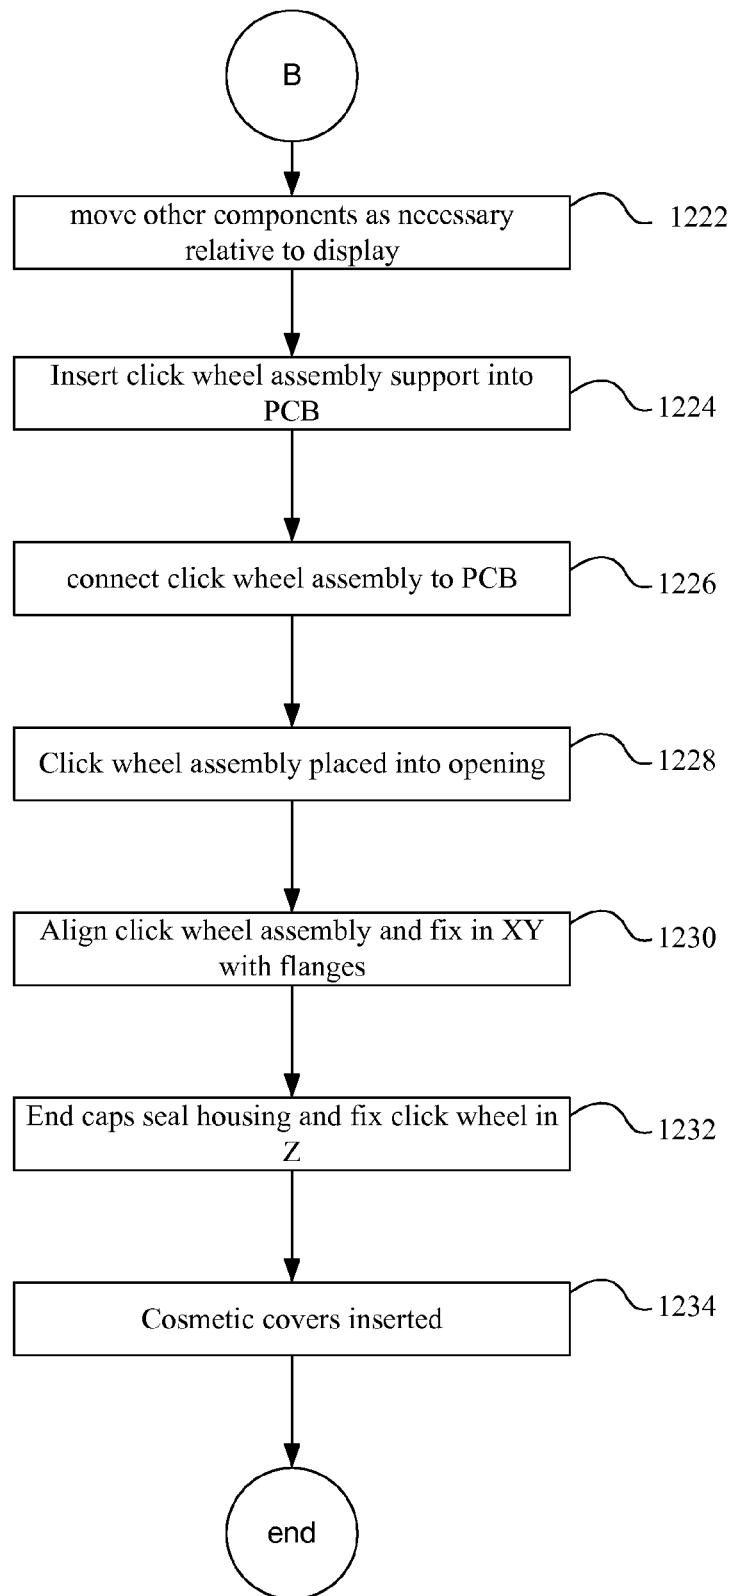 B
move other components as necessary
relative to display
1222
Insert click wheel assembly support into
PCB
1224
connect click wheel assembly to PCB
1226
Click wheel assembly placed into opening
1228
Align click wheel assembly and fix in XY
with flanges
1230
End caps seal housing and fix click wheel in
Z
1232
Cosmetic covers inserted
1234
end